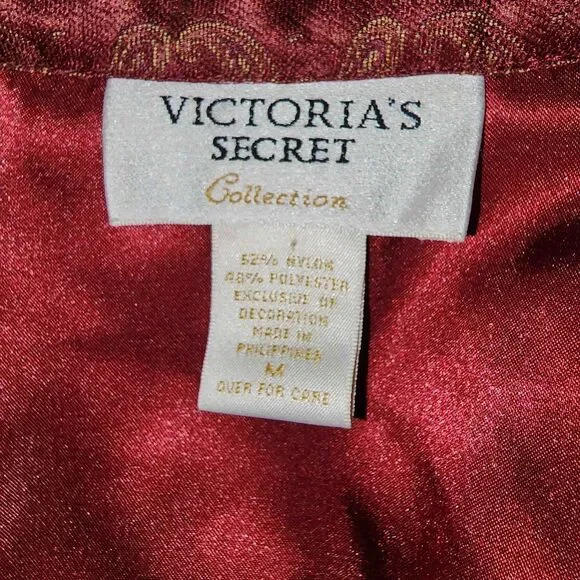 VICTORIA'S
SECRET
Collection
52% NYLON
48% POLYESTER
EXCLUSIVE OF
DECORATION
MADE IN
PHILIPPINES
M
OVER FOR CARE